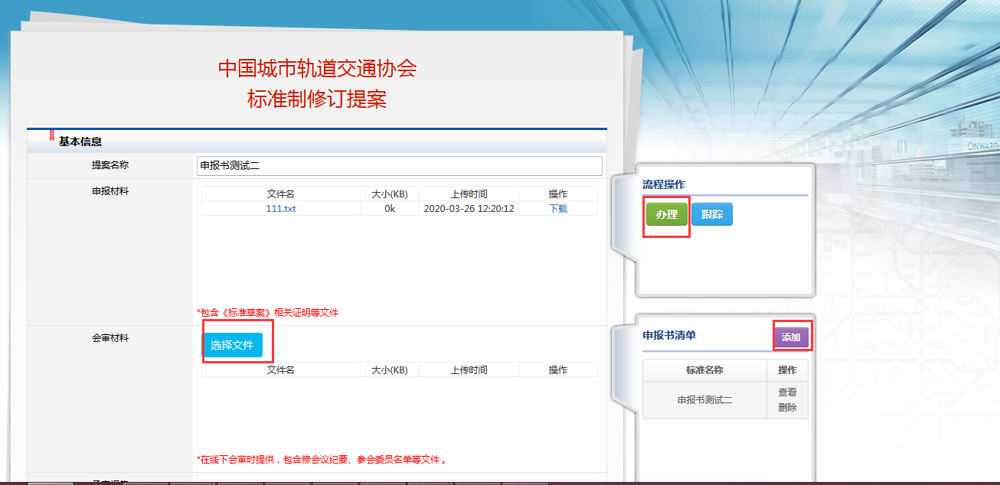 中国城市轨道交通协会
标准制修订提案
基本信息
提案名称 申报书测试二
申报材料
文件名 大小(KB) 上传时间 操作
111.txt 0k 2020-03-26 12:20:12 下载
*包含《标准草案》相关证明等文件
会审材料
选择文件
文件名 大小(KB) 上传时间 操作
*在线下会审时提供，包含修会议纪要、参会委员名单等文件 。
ONWARD
流程操作
办理 跟踪
申报书清单 添加
标准名称 操作
申报书测试二 查看
删除